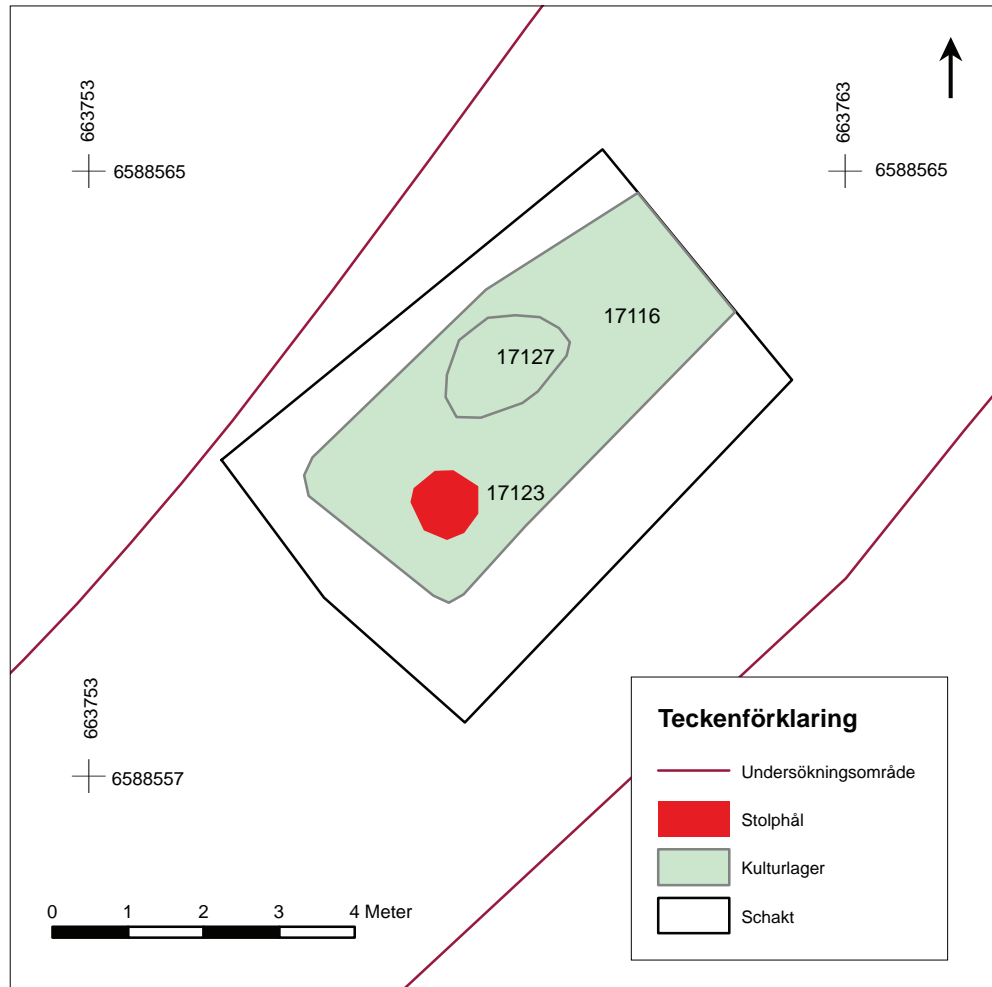 663753
6588565
663763
6588565
17116
17127
17123
663753
6588557
0 1 2 3 4 Meter
Teckenförklaring
Undersökningsområde
Stolphål
Kulturlager
Schakt